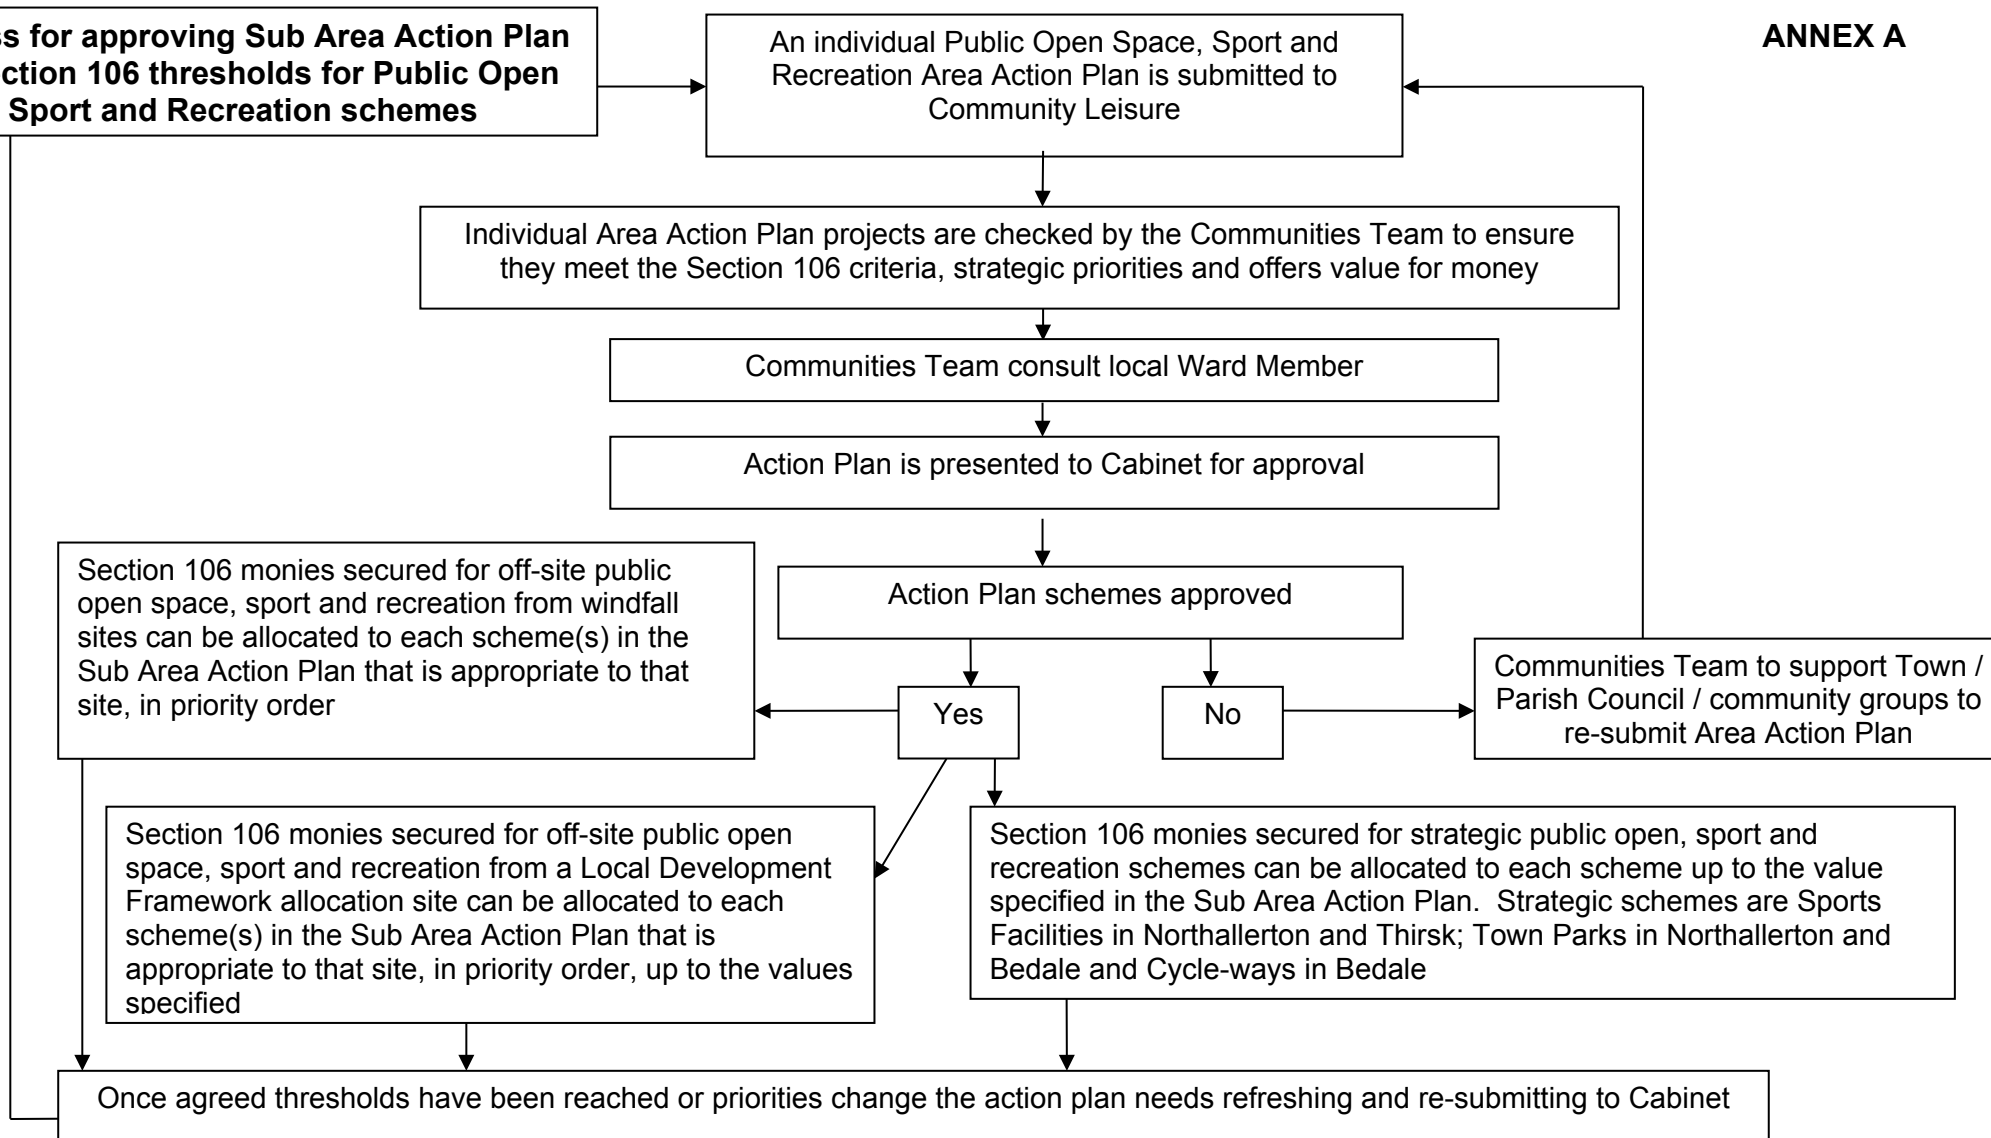 ss for approving Sub Area Action Plan
ction 106 thresholds for Public Open
Sport and Recreation schemes
An individual Public Open Space, Sport and
Recreation Area Action Plan is submitted to
Community Leisure
ANNEX A
Individual Area Action Plan projects are checked by the Communities Team to ensure
they meet the Section 106 criteria, strategic priorities and offers value for money
Communities Team consult local Ward Member
Action Plan is presented to Cabinet for approval
Action Plan schemes approved
Section 106 monies secured for off-site public
open space, sport and recreation from windfall
sites can be allocated to each scheme(s) in the
Sub Area Action Plan that is appropriate to that
site, in priority order
Yes
No
Communities Team to support Town /
Parish Council / community groups to
re-submit Area Action Plan
Section 106 monies secured for off-site public open
space, sport and recreation from a Local Development
Framework allocation site can be allocated to each
scheme(s) in the Sub Area Action Plan that is
appropriate to that site, in priority order, up to the values
specified
Section 106 monies secured for strategic public open, sport and
recreation schemes can be allocated to each scheme up to the value
specified in the Sub Area Action Plan.  Strategic schemes are Sports
Facilities in Northallerton and Thirsk; Town Parks in Northallerton and
Bedale and Cycle-ways in Bedale
Once agreed thresholds have been reached or priorities change the action plan needs refreshing and re-submitting to Cabinet